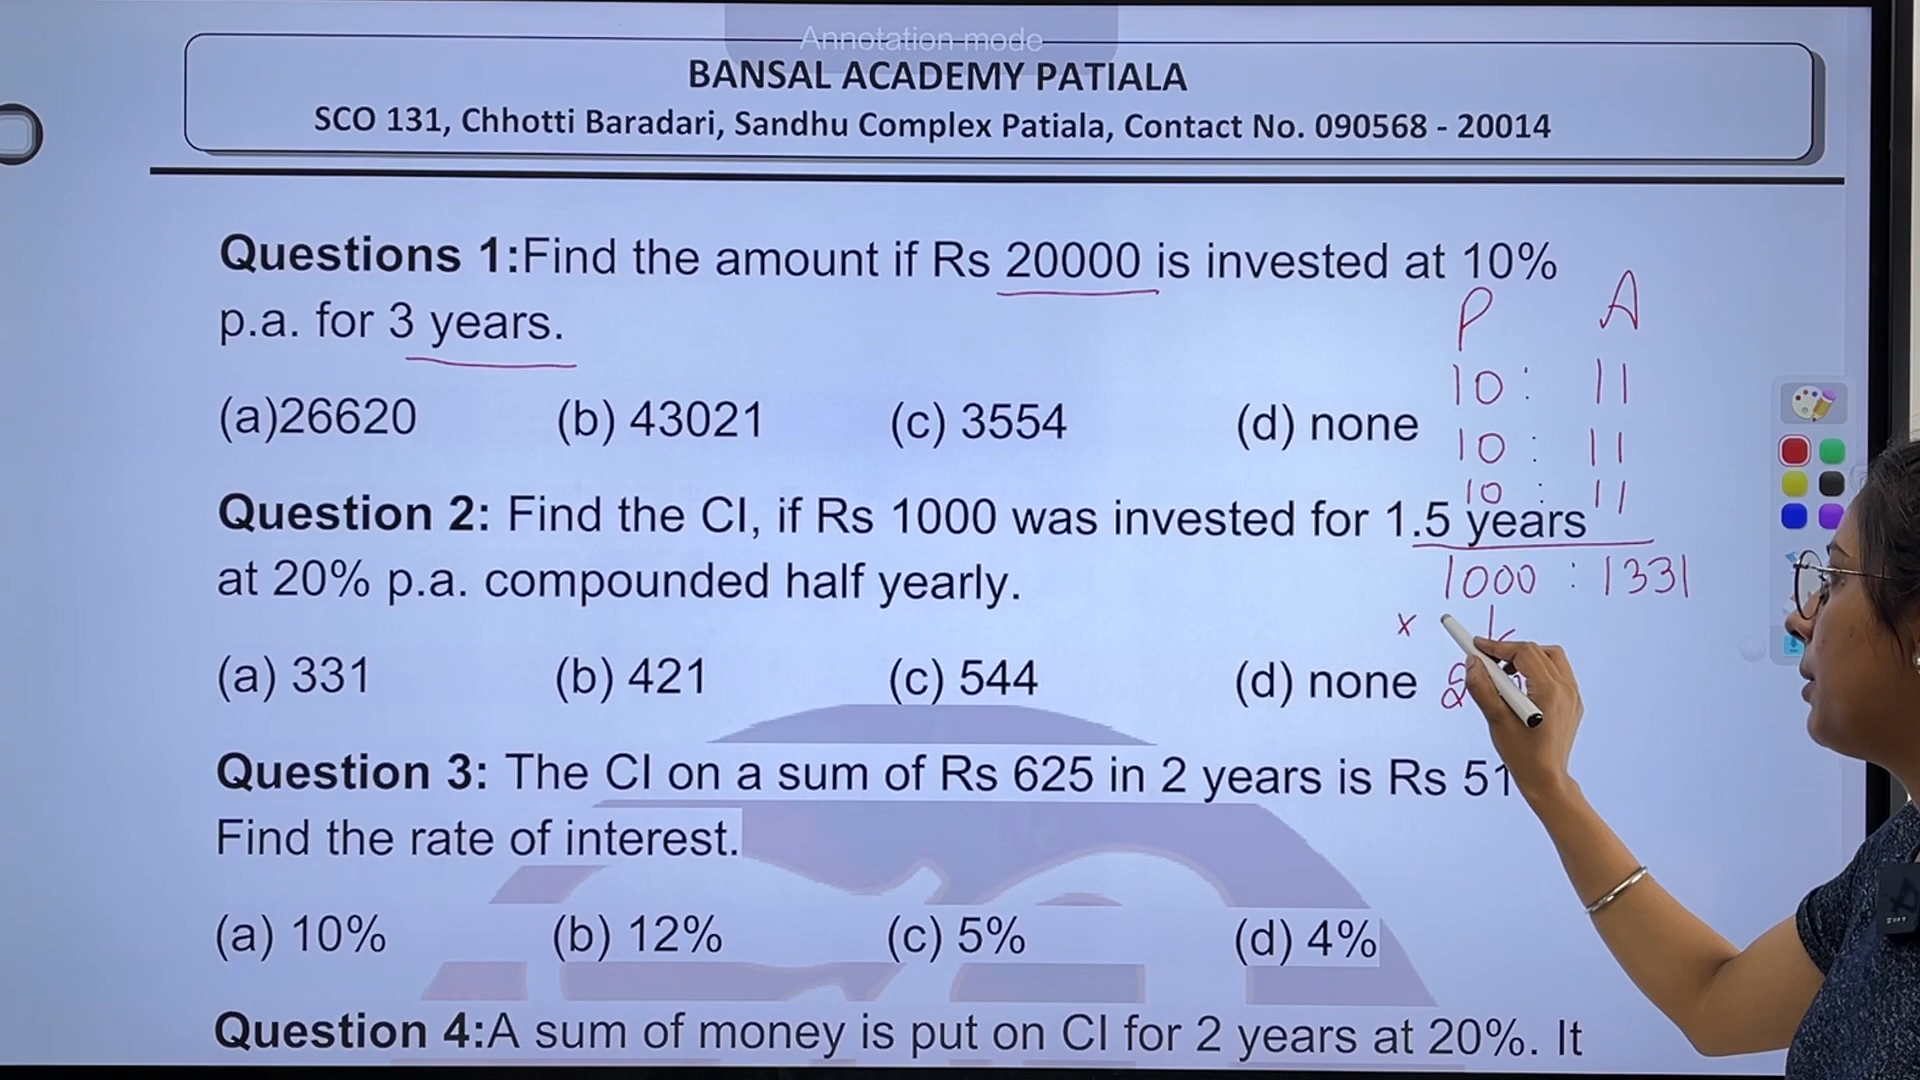 Annotation mode
BANSAL ACADEMY PATIALA
SCO 131, Chhotti Baradari, Sandhu Complex Patiala, Contact No. 090568 - 20014
Questions 1:Find the amount if Rs 20000 is invested at 10%
p.a. for 3 years.
(a)26620 (b) 43021 (c) 3554 (d) none
P A
10 : 11
10 : 11
10 : 11
1000 : 1331
x
Question 2: Find the CI, if Rs 1000 was invested for 1.5 years
at 20% p.a. compounded half yearly.
(a) 331 (b) 421 (c) 544 (d) none
Question 3: The CI on a sum of Rs 625 in 2 years is Rs 51
Find the rate of interest.
(a) 10% (b) 12% (c) 5% (d) 4%
Question 4:A sum of money is put on CI for 2 years at 20%. It